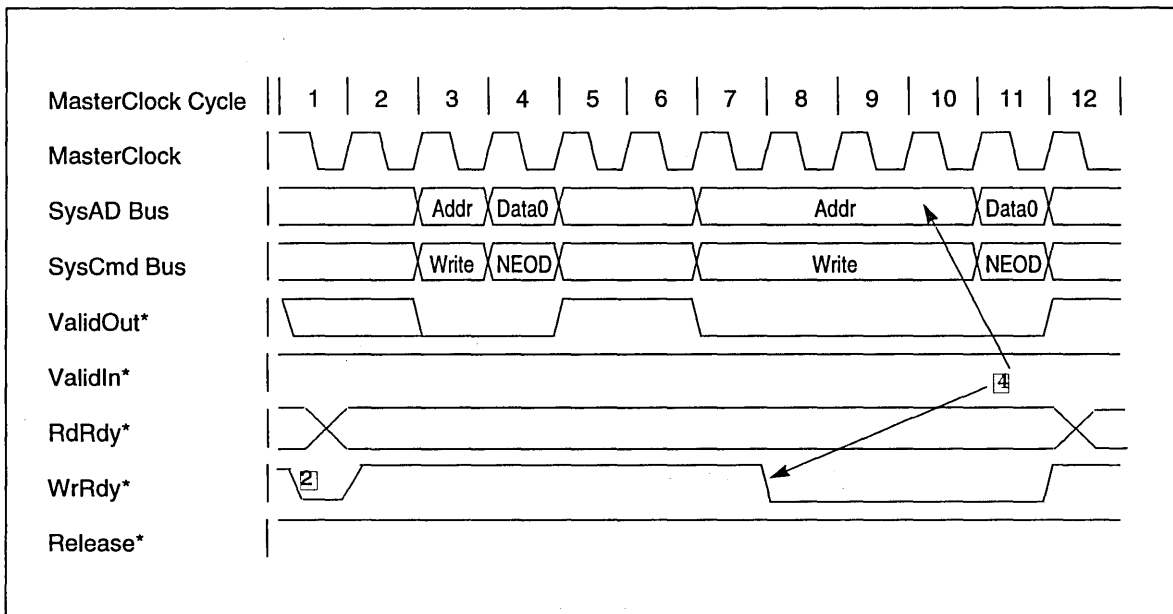 MasterClock Cycle 1 2 3 4 5 6 7 8 9 10 11 12
MasterClock
SysAD Bus Addr Data0 Addr Data0
SysCmd Bus Write NEOD Write NEOD
ValidOut*
ValidIn*
4
RdRdy*
WrRdy* 2
Release*